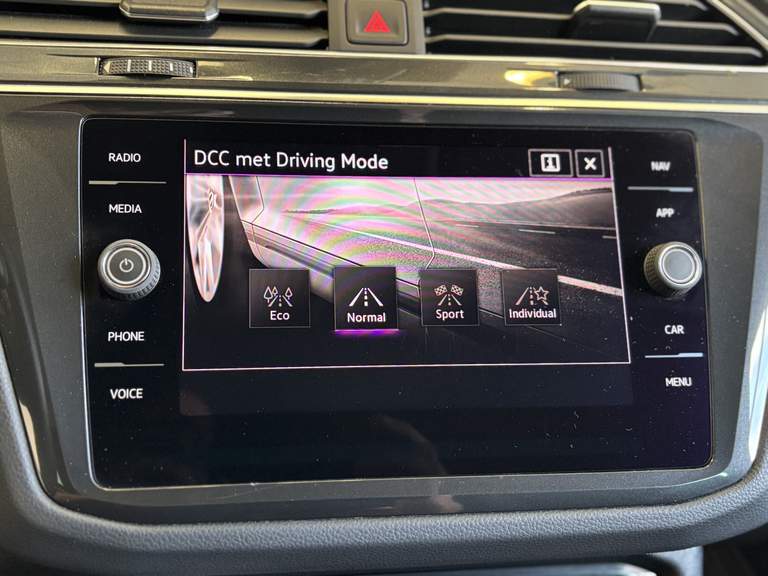 RADIO
MEDIA
PHONE
VOICE
DCC met Driving Mode
Eco
Normal
Sport
Individual
NAV
APP
CAR
MENU